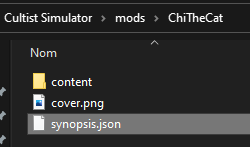 Cultist Simulator > mods > ChiTheCat
Nom
content
cover.png
synopsis.json